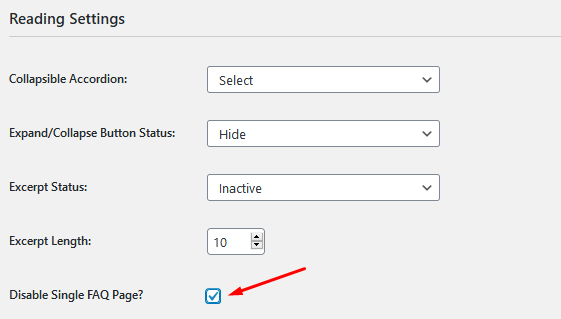 Reading Settings
Collapsible Accordion: Select
Expand/Collapse Button Status: Hide
Excerpt Status: Inactive
Excerpt Length: 10
Disable Single FAQ Page?